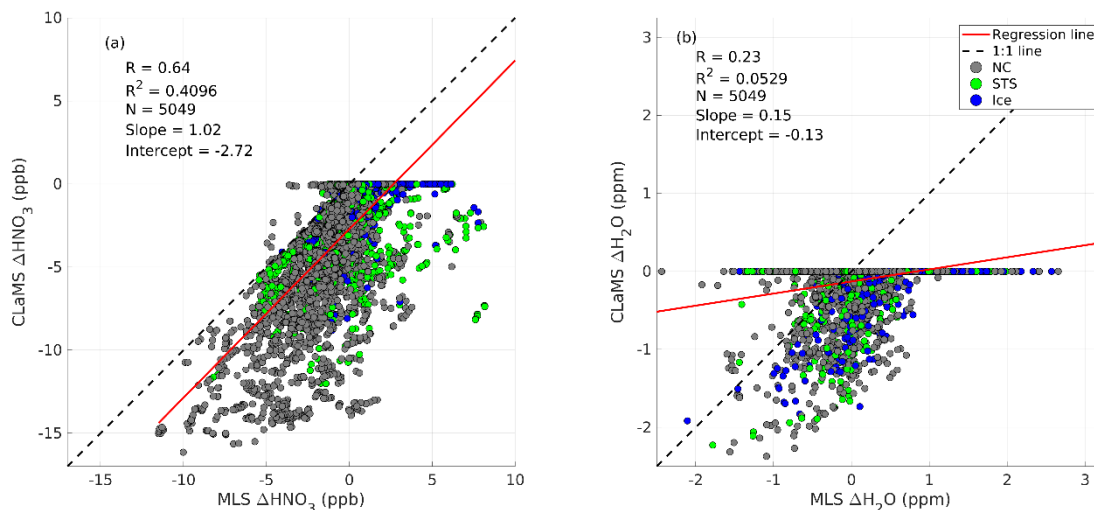 (a)
R = 0.64
R² = 0.4096
N = 5049
Slope = 1.02
Intercept = -2.72
10
5
0
-5
-10
-15
CLaMS ΔHNO₃ (ppb)
-15 -10 -5 0 5 10
MLS ΔHNO₃ (ppb)
(b)
R = 0.23
R² = 0.0529
N = 5049
Slope = 0.15
Intercept = -0.13
Regression line
1:1 line
NC
STS
Ice
3
2
1
0
-1
-2
CLaMS ΔH₂O (ppm)
-2 -1 0 1 2 3
MLS ΔH₂O (ppm)